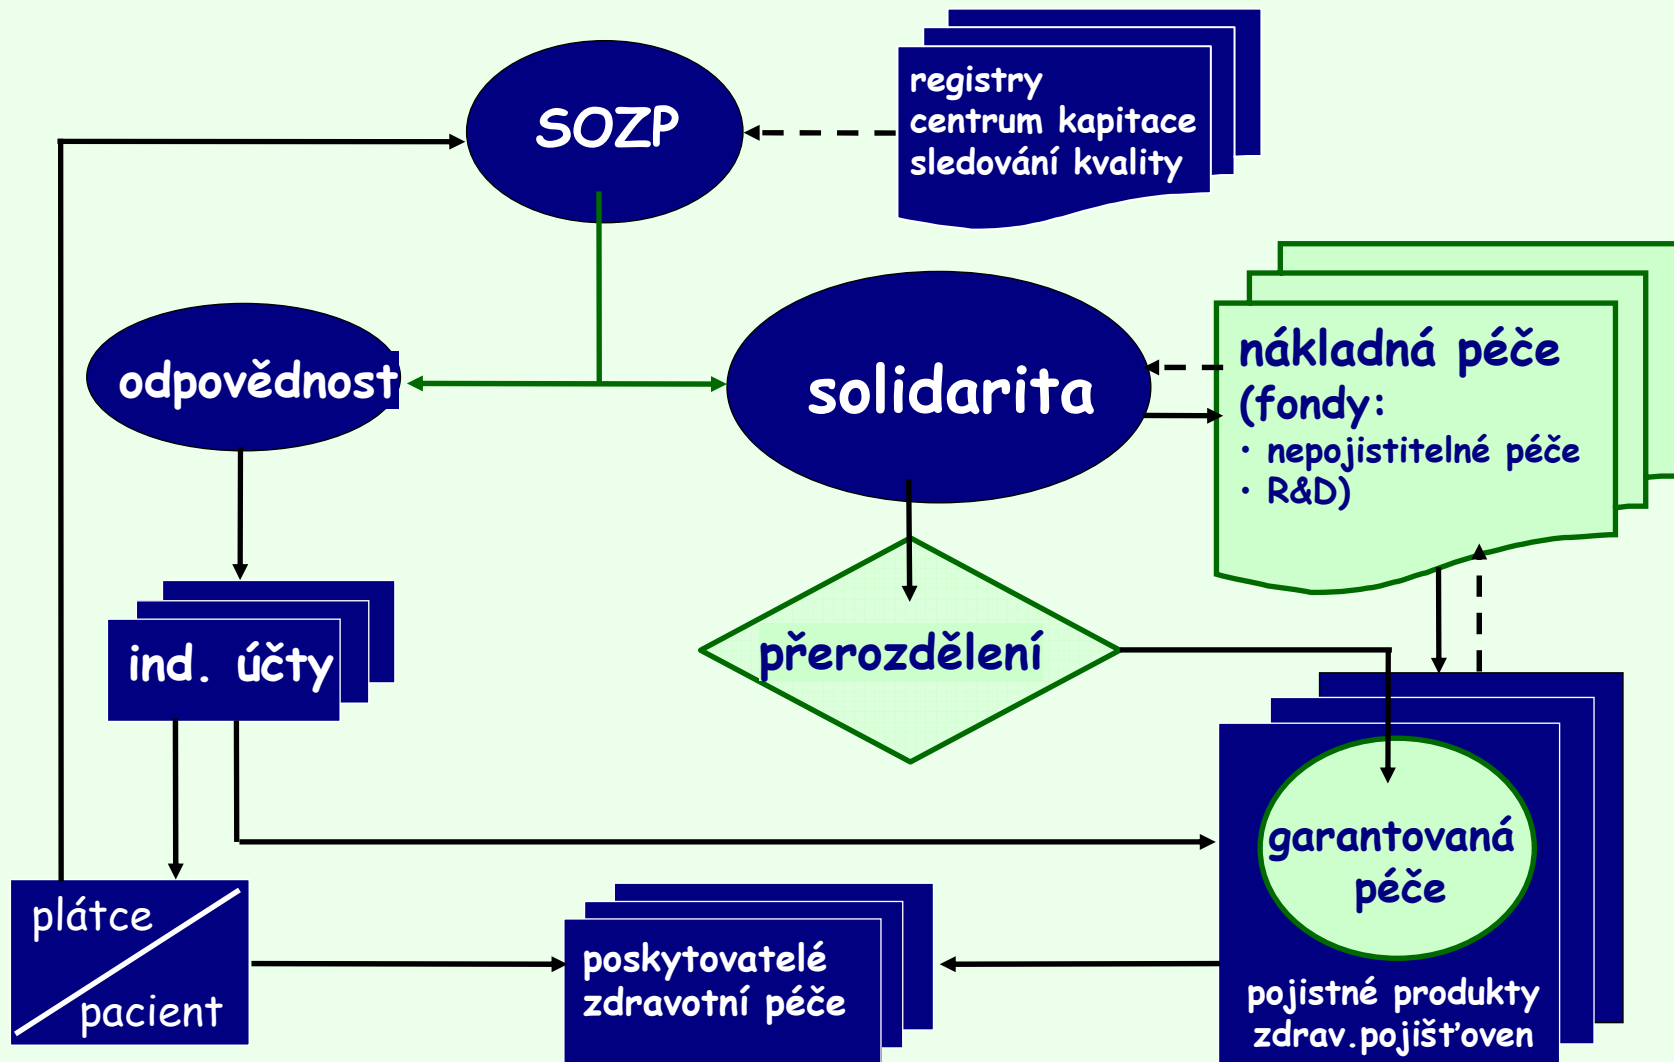 SOZP
registry
centrum kapitace
sledování kvality
odpovědnost
solidarita
nákladná péče
(fondy:
• nepojistitelné péče
• R&D)
ind. účty
přerozdělení
garantovaná
péče
plátce
pacient
poskytovatelé
zdravotní péče
pojistné produkty
zdrav.pojišťoven